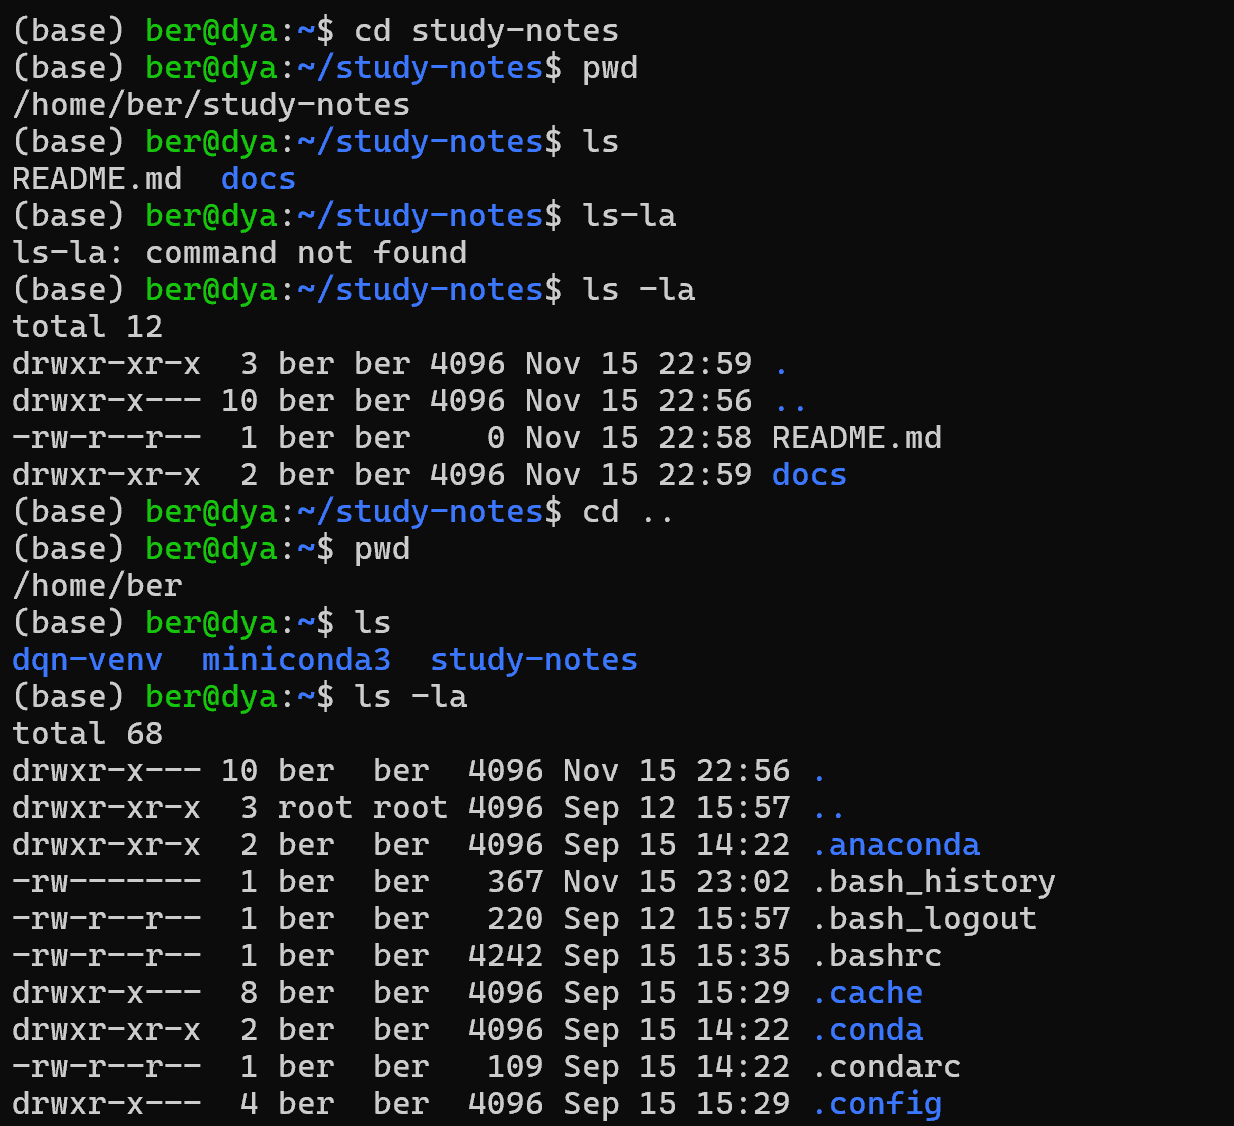 (base) ber@dya:~$ cd study-notes
(base) ber@dya:~/study-notes$ pwd
/home/ber/study-notes
(base) ber@dya:~/study-notes$ ls
README.md  docs
(base) ber@dya:~/study-notes$ ls-la
ls-la: command not found
(base) ber@dya:~/study-notes$ ls -la
total 12
drwxr-xr-x  3 ber ber 4096 Nov 15 22:59 .
drwxr-x--- 10 ber ber 4096 Nov 15 22:56 ..
-rw-r--r--  1 ber ber    0 Nov 15 22:58 README.md
drwxr-xr-x  2 ber ber 4096 Nov 15 22:59 docs
(base) ber@dya:~/study-notes$ cd ..
(base) ber@dya:~$ pwd
/home/ber
(base) ber@dya:~$ ls
dqn-venv  miniconda3  study-notes
(base) ber@dya:~$ ls -la
total 68
drwxr-x--- 10 ber  ber  4096 Nov 15 22:56 .
drwxr-xr-x  3 root root 4096 Sep 12 15:57 ..
drwxr-xr-x  2 ber  ber  4096 Sep 15 14:22 .anaconda
-rw-------  1 ber  ber   367 Nov 15 23:02 .bash_history
-rw-r--r--  1 ber  ber   220 Sep 12 15:57 .bash_logout
-rw-r--r--  1 ber  ber  4242 Sep 15 15:35 .bashrc
drwxr-x---  8 ber  ber  4096 Sep 15 15:29 .cache
drwxr-xr-x  2 ber  ber  4096 Sep 15 14:22 .conda
-rw-r--r--  1 ber  ber   109 Sep 15 14:22 .condarc
drwxr-x---  4 ber  ber  4096 Sep 15 15:29 .config